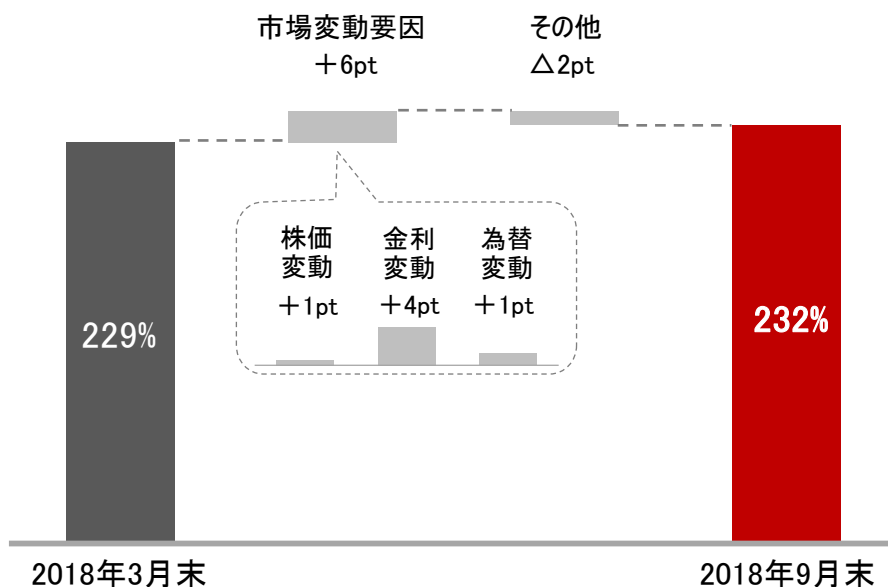 市場変動要因
＋6pt
その他
△2pt
株価
変動
＋1pt
金利
変動
＋4pt
為替
変動
＋1pt
229%
232%
2018年3月末
2018年9月末